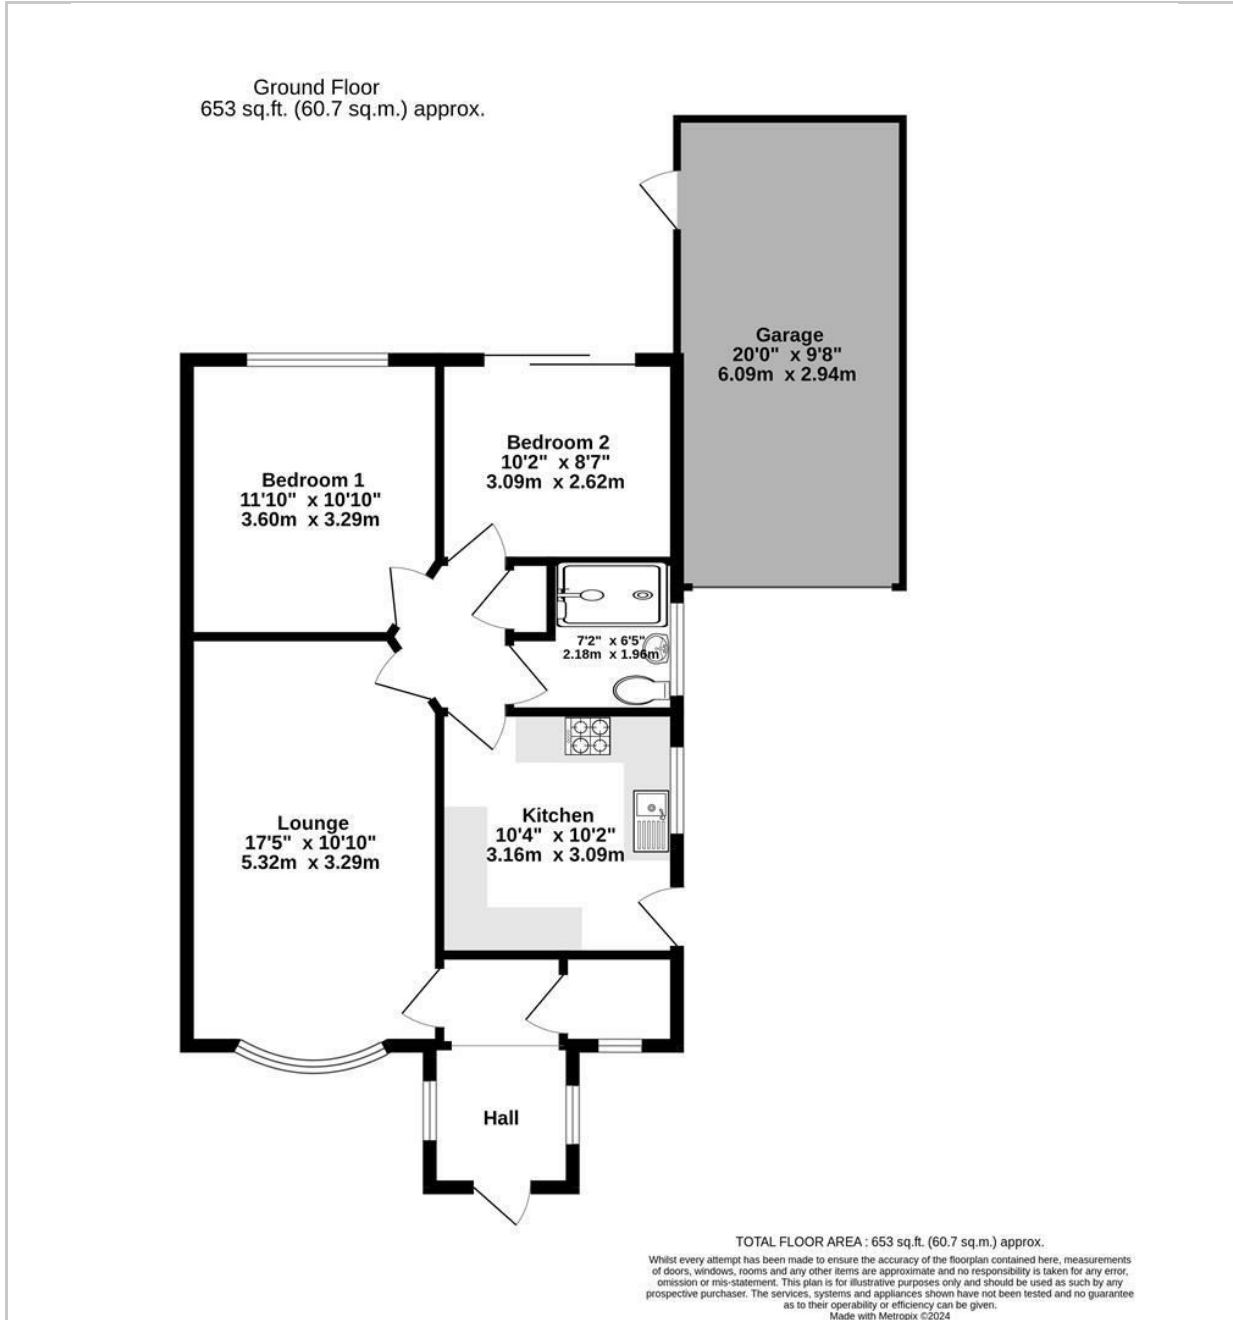 Ground Floor
653 sq.ft. (60.7 sq.m.) approx.
Garage
20'0" x 9'8"
6.09m x 2.94m
Bedroom 2
10'2" x 8'7"
3.09m x 2.62m
Bedroom 1
11'10" x 10'10"
3.60m x 3.29m
7'2" x 6'5"
2.18m x 1.96m
Lounge
17'5" x 10'10"
5.32m x 3.29m
Kitchen
10'4" x 10'2"
3.16m x 3.09m
Hall
TOTAL FLOOR AREA : 653 sq.ft. (60.7 sq.m.) approx.
Whilst every attempt has been made to ensure the accuracy of the floorplan contained here, measurements
of doors, windows, rooms and any other items are approximate and no responsibility is taken for any error,
omission or mis-statement. This plan is for illustrative purposes only and should be used as such by any
prospective purchaser. The services, systems and appliances shown have not been tested and no guarantee
as to their operability or efficiency can be given.
Made with Metropix ©2024